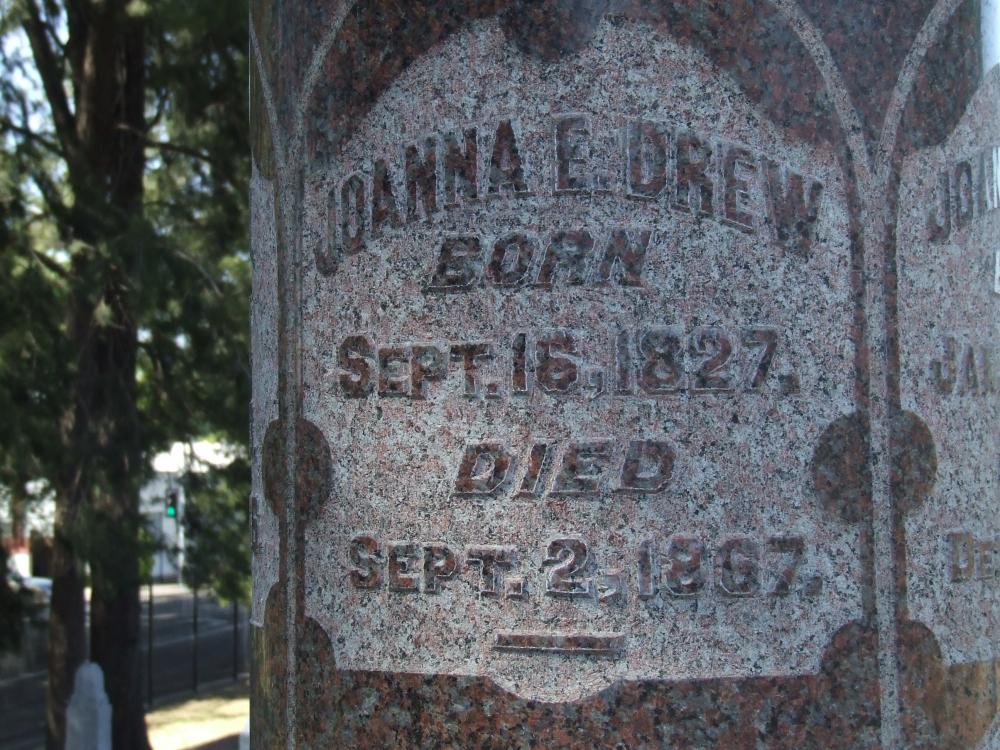 JOANNA E. DREW
BORN
SEPT. 16, 1827.
DIED
SEPT. 2, 1867.